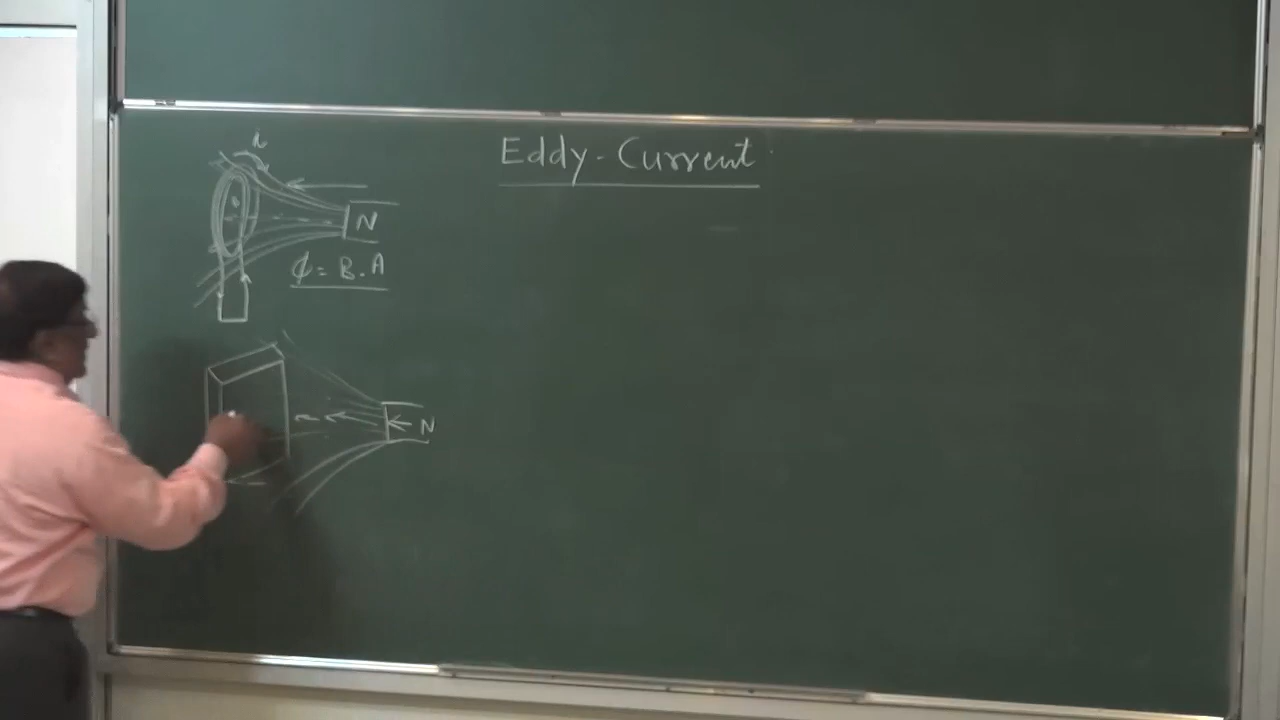 Eddy-Current
i
N
ϕ = B.A
N